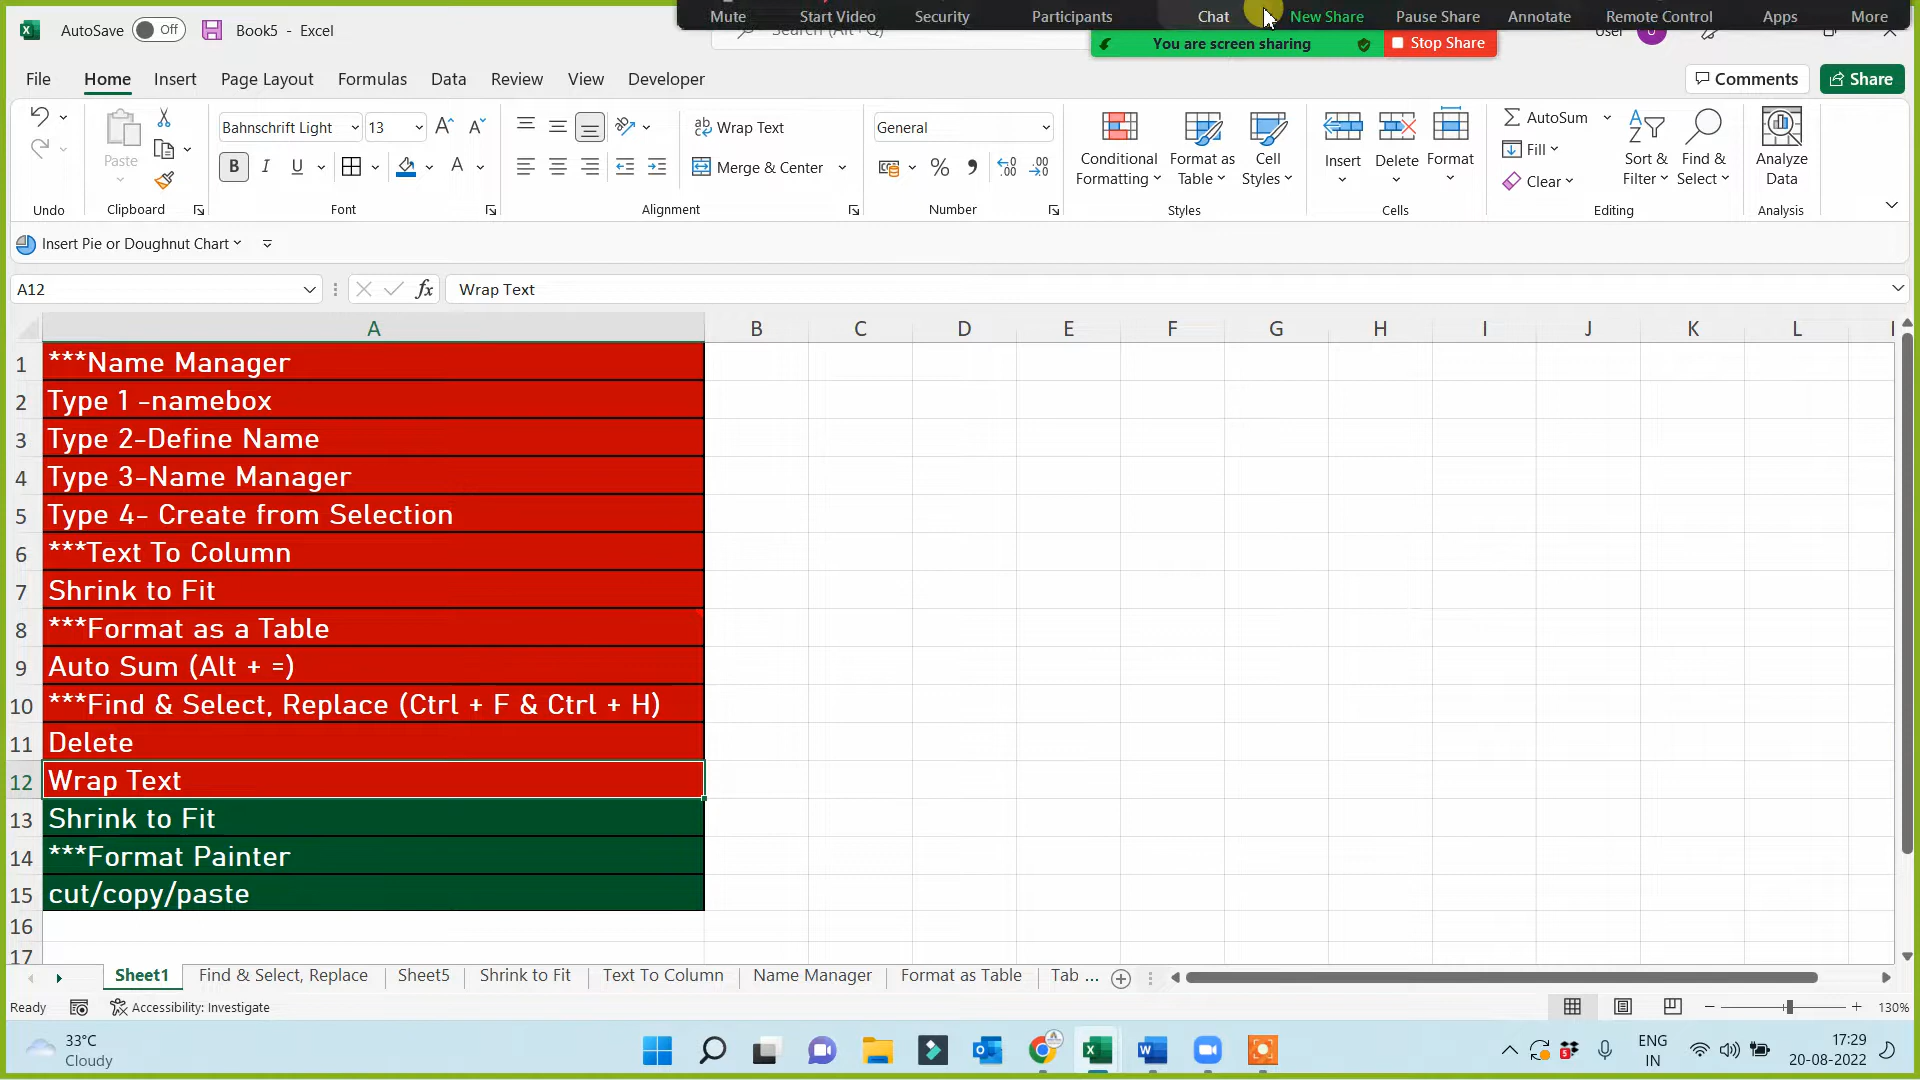 Mute Start Video Security Participants Chat New Share Pause Share Annotate Remote Control Apps More
AutoSave Off Book5 - Excel Search (Alt+Q) User
You are screen sharing Stop Share
File Home Insert Page Layout Formulas Data Review View Developer Comments Share
Bahnschrift Light 13 Wrap Text General AutoSum
Paste B I U Merge & Center Conditional Formatting Format as Table Cell Styles Insert Delete Format Fill Clear Sort & Filter Find & Select Analyze Data
Undo Clipboard Font Alignment Number Styles Cells Editing Analysis
Insert Pie or Doughnut Chart
A12 fx Wrap Text
A B C D E F G H I J K L
1 ***Name Manager
2 Type 1 -namebox
3 Type 2-Define Name
4 Type 3-Name Manager
5 Type 4- Create from Selection
6 ***Text To Column
7 Shrink to Fit
8 ***Format as a Table
9 Auto Sum (Alt + =)
10 ***Find & Select, Replace (Ctrl + F & Ctrl + H)
11 Delete
12 Wrap Text
13 Shrink to Fit
14 ***Format Painter
15 cut/copy/paste
16
17
Sheet1 Find & Select, Replace Sheet5 Shrink to Fit Text To Column Name Manager Format as Table Tab ...
Ready Accessibility: Investigate 130%
33°C
Cloudy
ENG
IN
17:29
20-08-2022